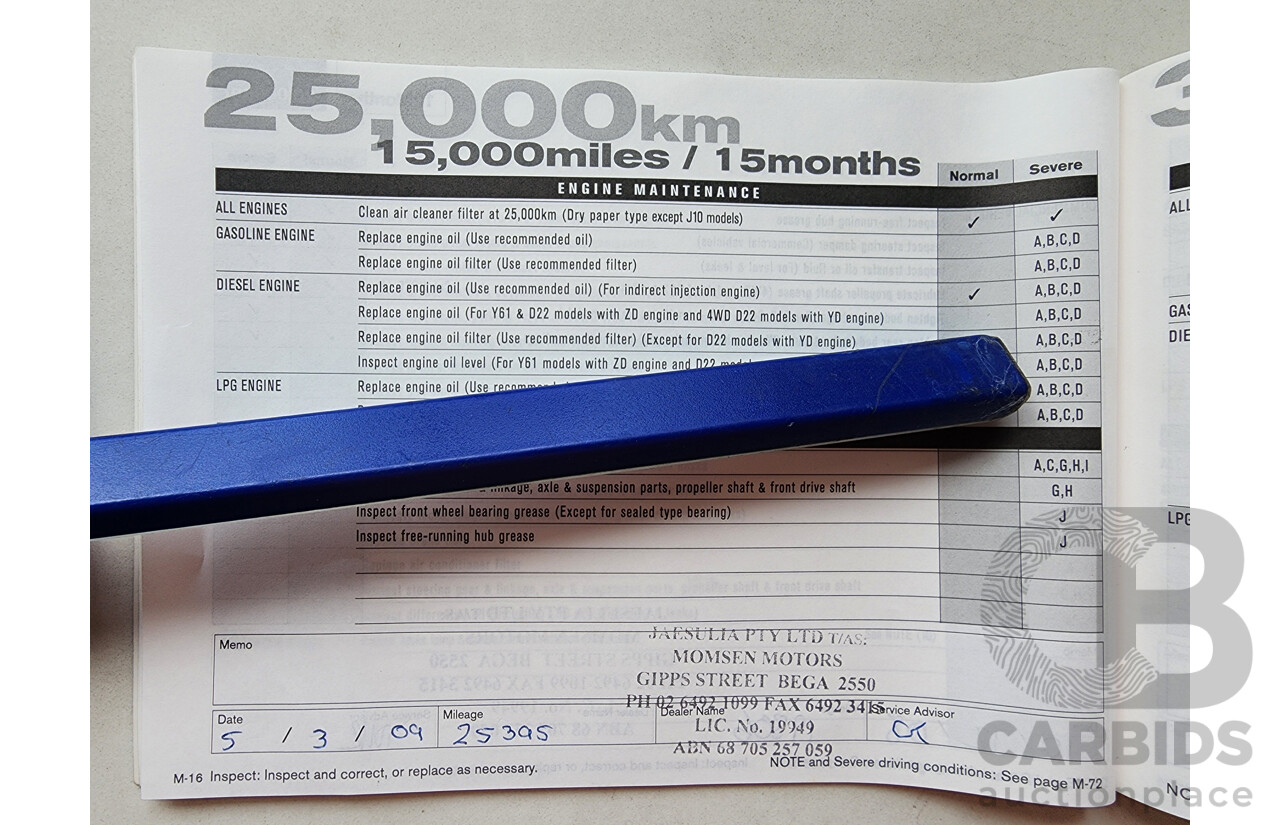 25,000km
15,000miles / 15months
Normal Severe
ENGINE MAINTENANCE
ALL ENGINES Clean air cleaner filter at 25,000km (Dry paper type except J10 models) ✓ ✓
GASOLINE ENGINE Replace engine oil (Use recommended oil) A,B,C,D
Replace engine oil filter (Use recommended filter) A,B,C,D
DIESEL ENGINE Replace engine oil (Use recommended oil) (For indirect injection engine) ✓ A,B,C,D
Replace engine oil (For Y61 & D22 models with ZD engine and 4WD D22 models with YD engine) A,B,C,D
Replace engine oil filter (Use recommended filter) (Except for D22 models with YD engine) A,B,C,D
Inspect engine oil level (For Y61 models with ZD engine and D22 A,B,C,D
LPG ENGINE Replace engine oil (Use A,B,C,D
A,B,C,D
A,C,G,H,I
axle & suspension parts, propeller shaft & front drive shaft G,H
Inspect front wheel bearing grease (Except for sealed type bearing) J
Inspect free-running hub grease J
Memo
JAESULIA PTY LTD T/AS:
MOMSEN MOTORS
GIPPS STREET BEGA 2550
PH 02 6492 1099 FAX 6492 3415
LIC. No. 19949
ABN 68 705 257 059
Date 5 / 3 / 09
Mileage 25395
Dealer Name
Service Advisor
M-16 Inspect: Inspect and correct, or replace as necessary.
NOTE and Severe driving conditions: See page M-72
3
ALL
GAS
DIE
LPG
NO
CB
CARBIDS
auctionplace